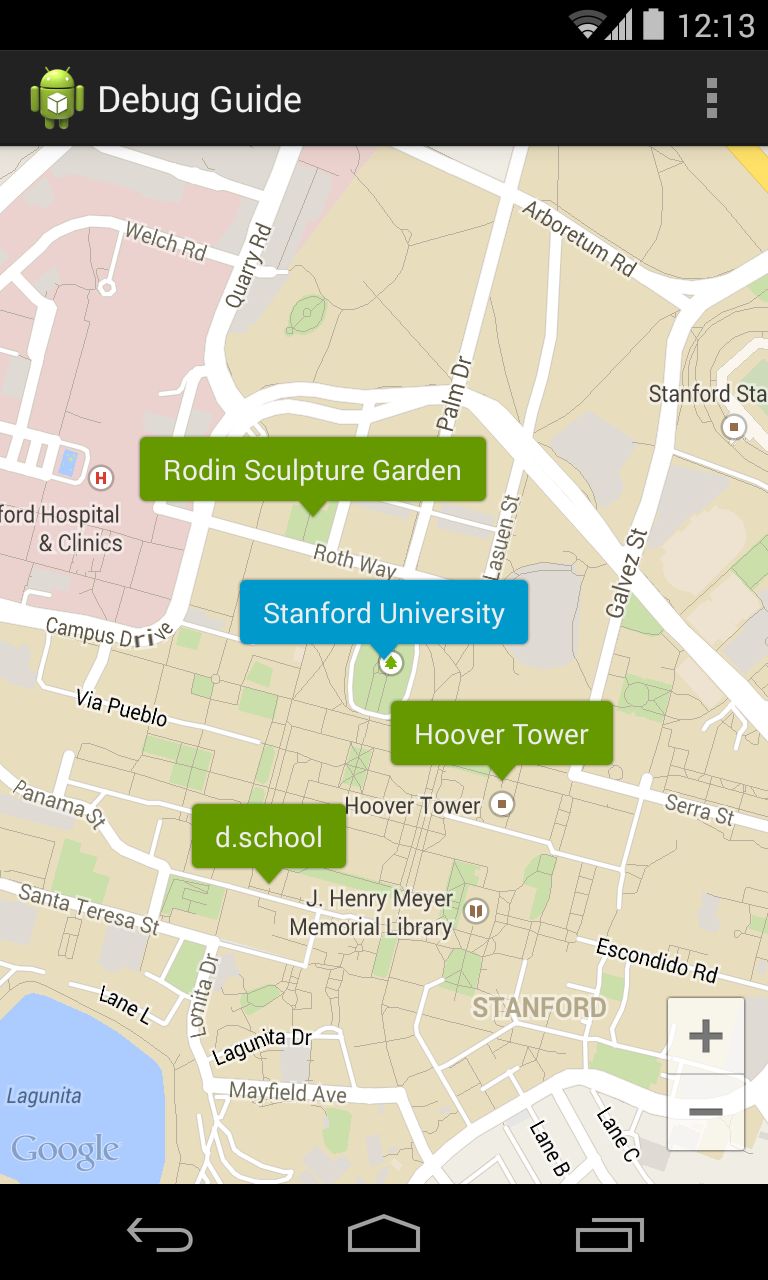 12:13
Debug Guide
Welch Rd
Quarry Rd
Arboretum Rd
Palm Dr
Stanford Sta
Rodin Sculpture Garden
H
ford Hospital
& Clinics
Lasuen St
Roth Way
Galvez St
Stanford University
Campus Drive
Via Pueblo
Hoover Tower
Panama St
Hoover Tower
Serra St
d.school
J. Henry Meyer
Memorial Library
Santa Teresa St
Escondido Rd
Lomita Dr
Lane L
STANFORD
+
Lagunita Dr
Mayfield Ave
Lagunita
−
Lane B
Lane C
Google